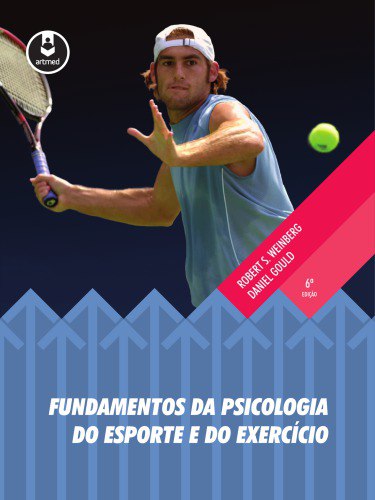 artmed
ROBERT S. WEINBERG
DANIEL GOULD
6ª
EDIÇÃO
FUNDAMENTOS DA PSICOLOGIA
DO ESPORTE E DO EXERCÍCIO